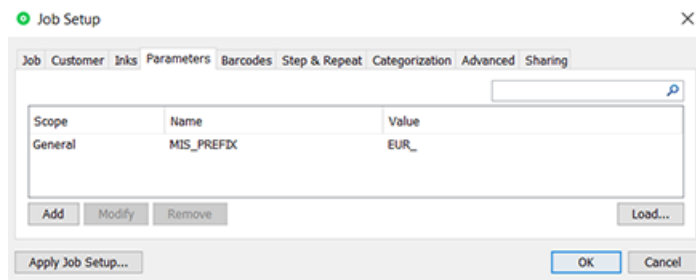 Job Setup
Job Customer Inks Parameters Barcodes Step & Repeat Categorization Advanced Sharing
Scope Name Value
General MIS_PREFIX EUR_
Add Modify Remove Load...
Apply Job Setup... OK Cancel